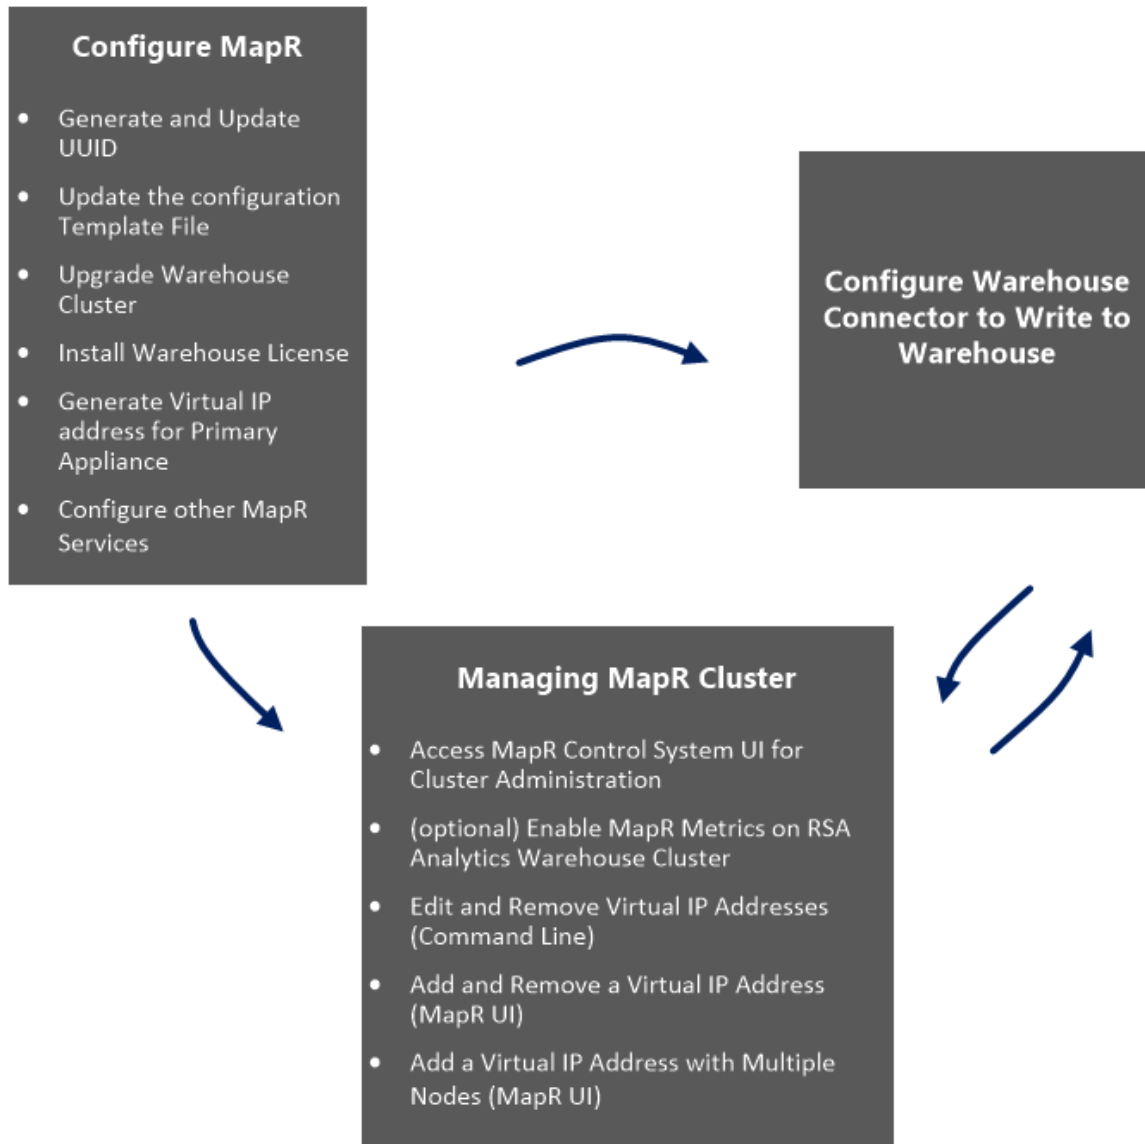 Configure MapR
• Generate and Update
UUID
• Update the configuration
Template File
• Upgrade Warehouse
Cluster
• Install Warehouse License
• Generate Virtual IP
address for Primary
Appliance
• Configure other MapR
Services
Configure Warehouse
Connector to Write to
Warehouse
Managing MapR Cluster
• Access MapR Control System UI for
Cluster Administration
• (optional) Enable MapR Metrics on RSA
Analytics Warehouse Cluster
• Edit and Remove Virtual IP Addresses
(Command Line)
• Add and Remove a Virtual IP Address
(MapR UI)
• Add a Virtual IP Address with Multiple
Nodes (MapR UI)